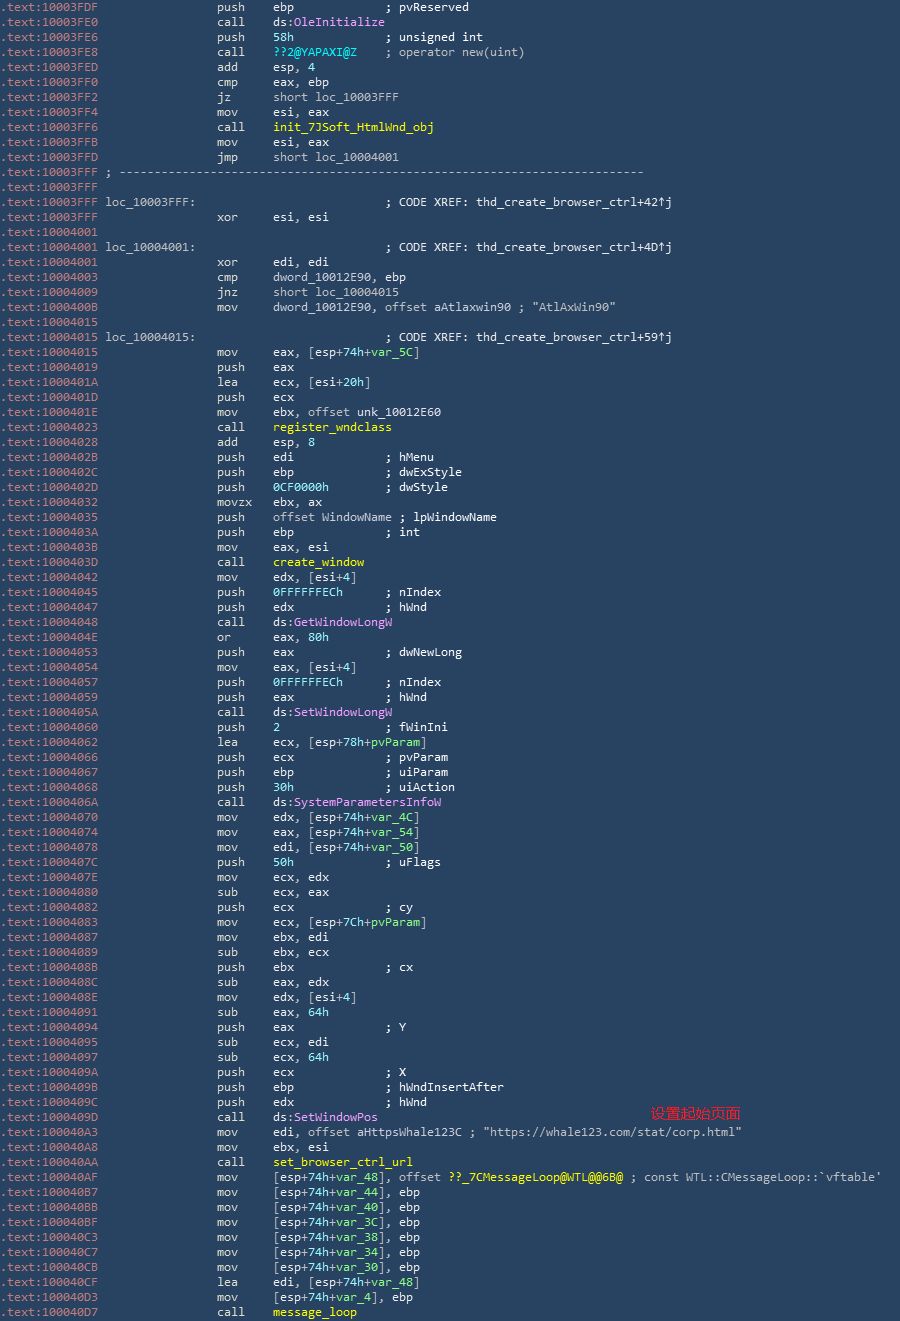 .text:10003FDF push ebp ; pvReserved
.text:10003FE0 call ds:OleInitialize
.text:10003FE6 push 58h ; unsigned int
.text:10003FE8 call ??2@YAPAXI@Z ; operator new(uint)
.text:10003FED add esp, 4
.text:10003FF0 cmp eax, ebp
.text:10003FF2 jz short loc_10003FFF
.text:10003FF4 mov esi, eax
.text:10003FF6 call init_7JSoft_HtmlWnd_obj
.text:10003FFB mov esi, eax
.text:10003FFD jmp short loc_10004001
.text:10003FFF ; ---------------------------------------------------------------------------
.text:10003FFF
.text:10003FFF loc_10003FFF: ; CODE XREF: thd_create_browser_ctrl+42↑j
.text:10003FFF xor esi, esi
.text:10004001
.text:10004001 loc_10004001: ; CODE XREF: thd_create_browser_ctrl+4D↑j
.text:10004001 xor edi, edi
.text:10004003 cmp dword_10012E90, ebp
.text:10004009 jnz short loc_10004015
.text:1000400B mov dword_10012E90, offset aAtlaxwin90 ; "AtlAxWin90"
.text:10004015
.text:10004015 loc_10004015: ; CODE XREF: thd_create_browser_ctrl+59↑j
.text:10004015 mov eax, [esp+74h+var_5C]
.text:10004019 push eax
.text:1000401A lea ecx, [esi+20h]
.text:1000401D push ecx
.text:1000401E mov ebx, offset unk_10012E60
.text:10004023 call register_wndclass
.text:10004028 add esp, 8
.text:1000402B push edi ; hMenu
.text:1000402C push ebp ; dwExStyle
.text:1000402D push 0CF0000h ; dwStyle
.text:10004032 movzx ebx, ax
.text:10004035 push offset WindowName ; lpWindowName
.text:1000403A push ebp ; int
.text:1000403B mov eax, esi
.text:1000403D call create_window
.text:10004042 mov edx, [esi+4]
.text:10004045 push 0FFFFFFECh ; nIndex
.text:10004047 push edx ; hWnd
.text:10004048 call ds:GetWindowLongW
.text:1000404E or eax, 80h
.text:10004053 push eax ; dwNewLong
.text:10004054 mov eax, [esi+4]
.text:10004057 push 0FFFFFFECh ; nIndex
.text:10004059 push eax ; hWnd
.text:1000405A call ds:SetWindowLongW
.text:10004060 push 2 ; fWinIni
.text:10004062 lea ecx, [esp+78h+pvParam]
.text:10004066 push ecx ; pvParam
.text:10004067 push ebp ; uiParam
.text:10004068 push 30h ; uiAction
.text:1000406A call ds:SystemParametersInfoW
.text:10004070 mov edx, [esp+74h+var_4C]
.text:10004074 mov eax, [esp+74h+var_54]
.text:10004078 mov edi, [esp+74h+var_50]
.text:1000407C push 50h ; uFlags
.text:1000407E mov ecx, edx
.text:10004080 sub ecx, eax
.text:10004082 push ecx ; cy
.text:10004083 mov ecx, [esp+7Ch+pvParam]
.text:10004087 mov ebx, edi
.text:10004089 sub ebx, ecx
.text:1000408B push ebx ; cx
.text:1000408C sub eax, edx
.text:1000408E mov edx, [esi+4]
.text:10004091 sub eax, 64h
.text:10004094 push eax ; Y
.text:10004095 sub ecx, edi
.text:10004097 sub ecx, 64h
.text:1000409A push ecx ; X
.text:1000409B push ebp ; hWndInsertAfter
.text:1000409C push edx ; hWnd
.text:1000409D call ds:SetWindowPos 设置起始页面
.text:100040A3 mov edi, offset aHttpsWhale123C ; "https://whale123.com/stat/corp.html"
.text:100040A8 mov ebx, esi
.text:100040AA call set_browser_ctrl_url
.text:100040AF mov [esp+74h+var_48], offset ??_7CMessageLoop@WTL@@6B@ ; const WTL::CMessageLoop::`vftable'
.text:100040B7 mov [esp+74h+var_44], ebp
.text:100040BB mov [esp+74h+var_40], ebp
.text:100040BF mov [esp+74h+var_3C], ebp
.text:100040C3 mov [esp+74h+var_38], ebp
.text:100040C7 mov [esp+74h+var_34], ebp
.text:100040CB mov [esp+74h+var_30], ebp
.text:100040CF lea edi, [esp+74h+var_48]
.text:100040D3 mov [esp+74h+var_4], ebp
.text:100040D7 call message_loop